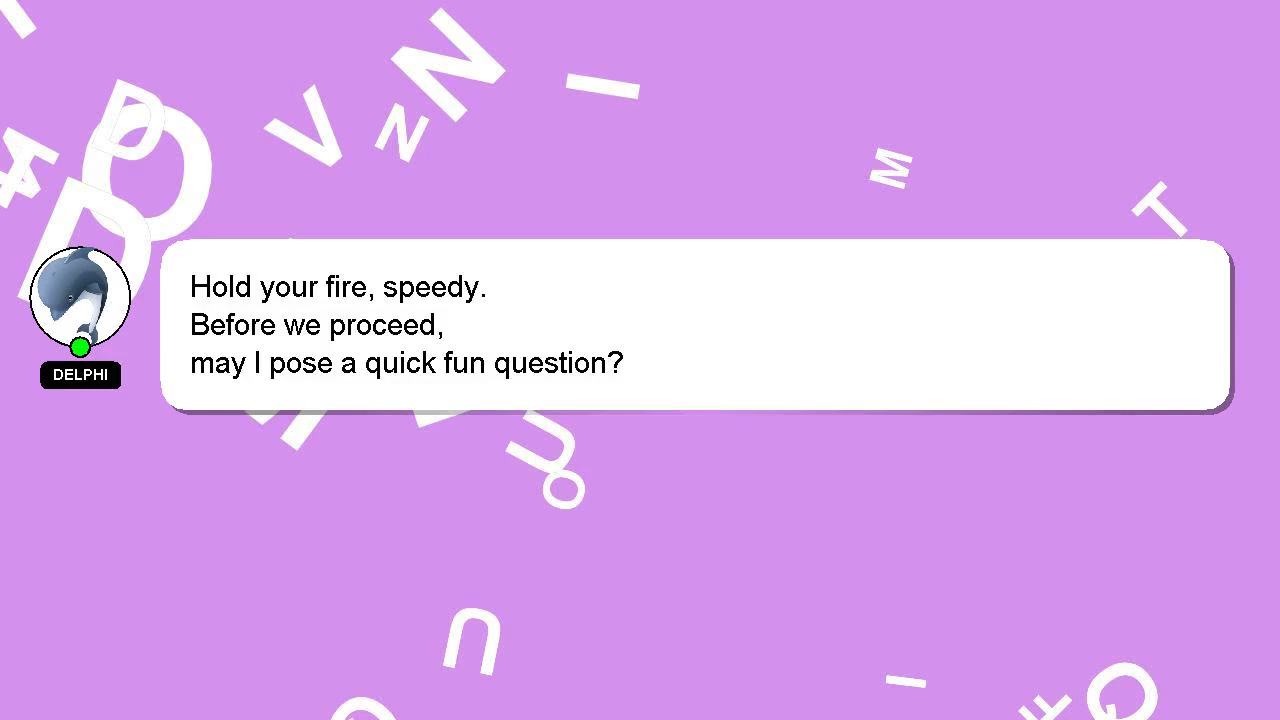 Hold your fire, speedy.
Before we proceed,
may I pose a quick fun question?
DELPHI